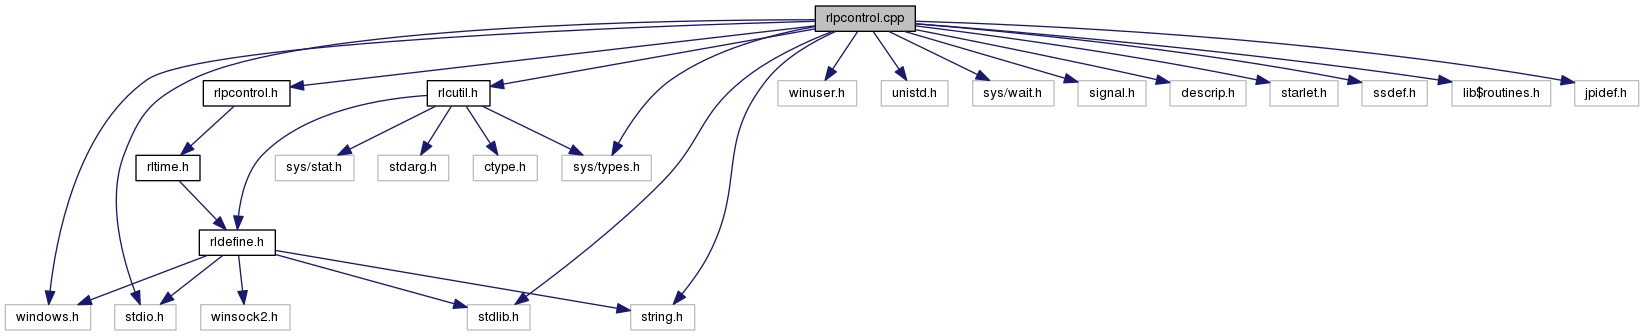 rlpcontrol.cpp
rlpcontrol.h
rlcutil.h
winuser.h
unistd.h
sys/wait.h
signal.h
descrip.h
starlet.h
ssdef.h
lib$routines.h
jpidef.h
rltime.h
sys/stat.h
stdarg.h
ctype.h
sys/types.h
rldefine.h
windows.h
stdio.h
winsock2.h
stdlib.h
string.h